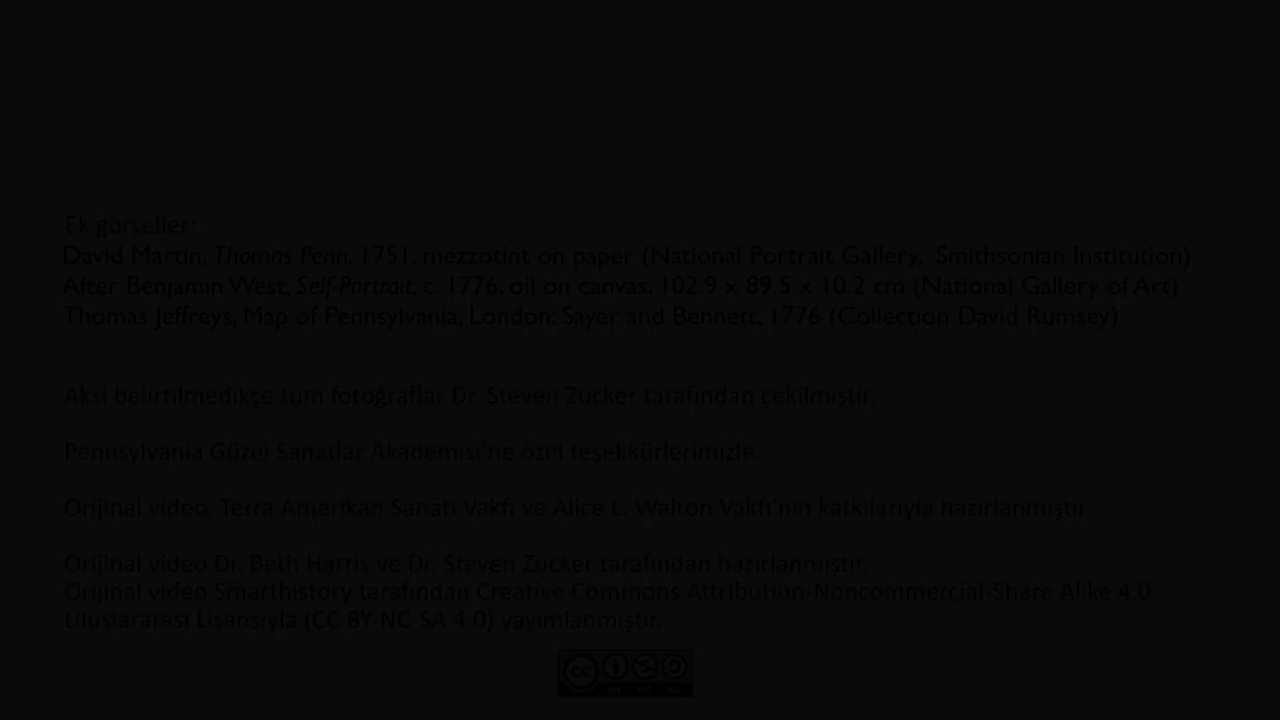 Ek görseller:
David Martin, Thomas Penn, 1751, mezzotint on paper (National Portrait Gallery, Smithsonian Institution)
After Benjamin West, Self-Portrait, c. 1776, oil on canvas, 102.9 x 89.5 x 10.2 cm (National Gallery of Art)
Thomas Jeffreys, Map of Pennsylvania, London: Sayer and Bennett, 1776 (Collection David Rumsey)
Aksi belirtilmedikçe tüm fotoğraflar Dr. Steven Zucker tarafından çekilmiştir.
Pennsylvania Güzel Sanatlar Akademisi’ne özel teşekkürlerimizle.
Orijinal video, Terra Amerikan Sanatı Vakfı ve Alice L. Walton Vakfı’nın katkılarıyla hazırlanmıştır.
Orijinal video Dr. Beth Harris ve Dr. Steven Zucker tarafından hazırlanmıştır.
Orijinal video Smarthistory tarafından Creative Commons Attribution-Noncommercial-Share Alike 4.0
Uluslararası Lisansıyla (CC BY-NC-SA 4.0) yayımlanmıştır.
cc
BY NC SA